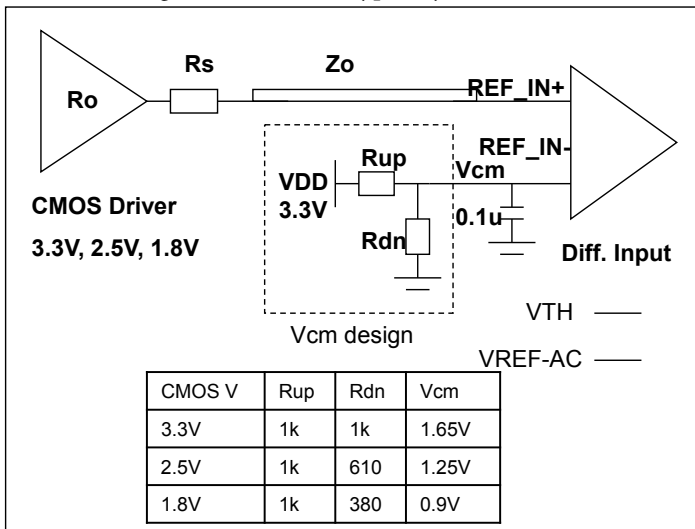 Rs
Zo
Ro
REF_IN+
REF_IN-
Rup
Vcm
VDD
3.3V
CMOS Driver
3.3V, 2.5V, 1.8V
Rdn
0.1u
Diff. Input
Vcm design
VTH
VREF-AC
CMOS V Rup Rdn Vcm
3.3V 1k 1k 1.65V
2.5V 1k 610 1.25V
1.8V 1k 380 0.9V